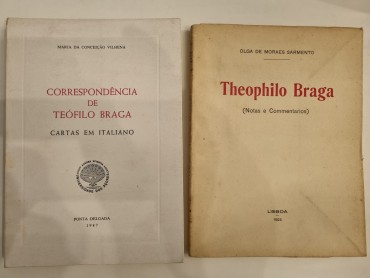 MARIA DA CONCEIÇÃO VILHENA
CORRESPONDÊNCIA
DE
TEÓFILO BRAGA
CARTAS EM ITALIANO
PONTA DELGADA
OLGA DE MORAES SARMENTO
Theophilo Braga
(Notas e Commentarios)
LISBOA